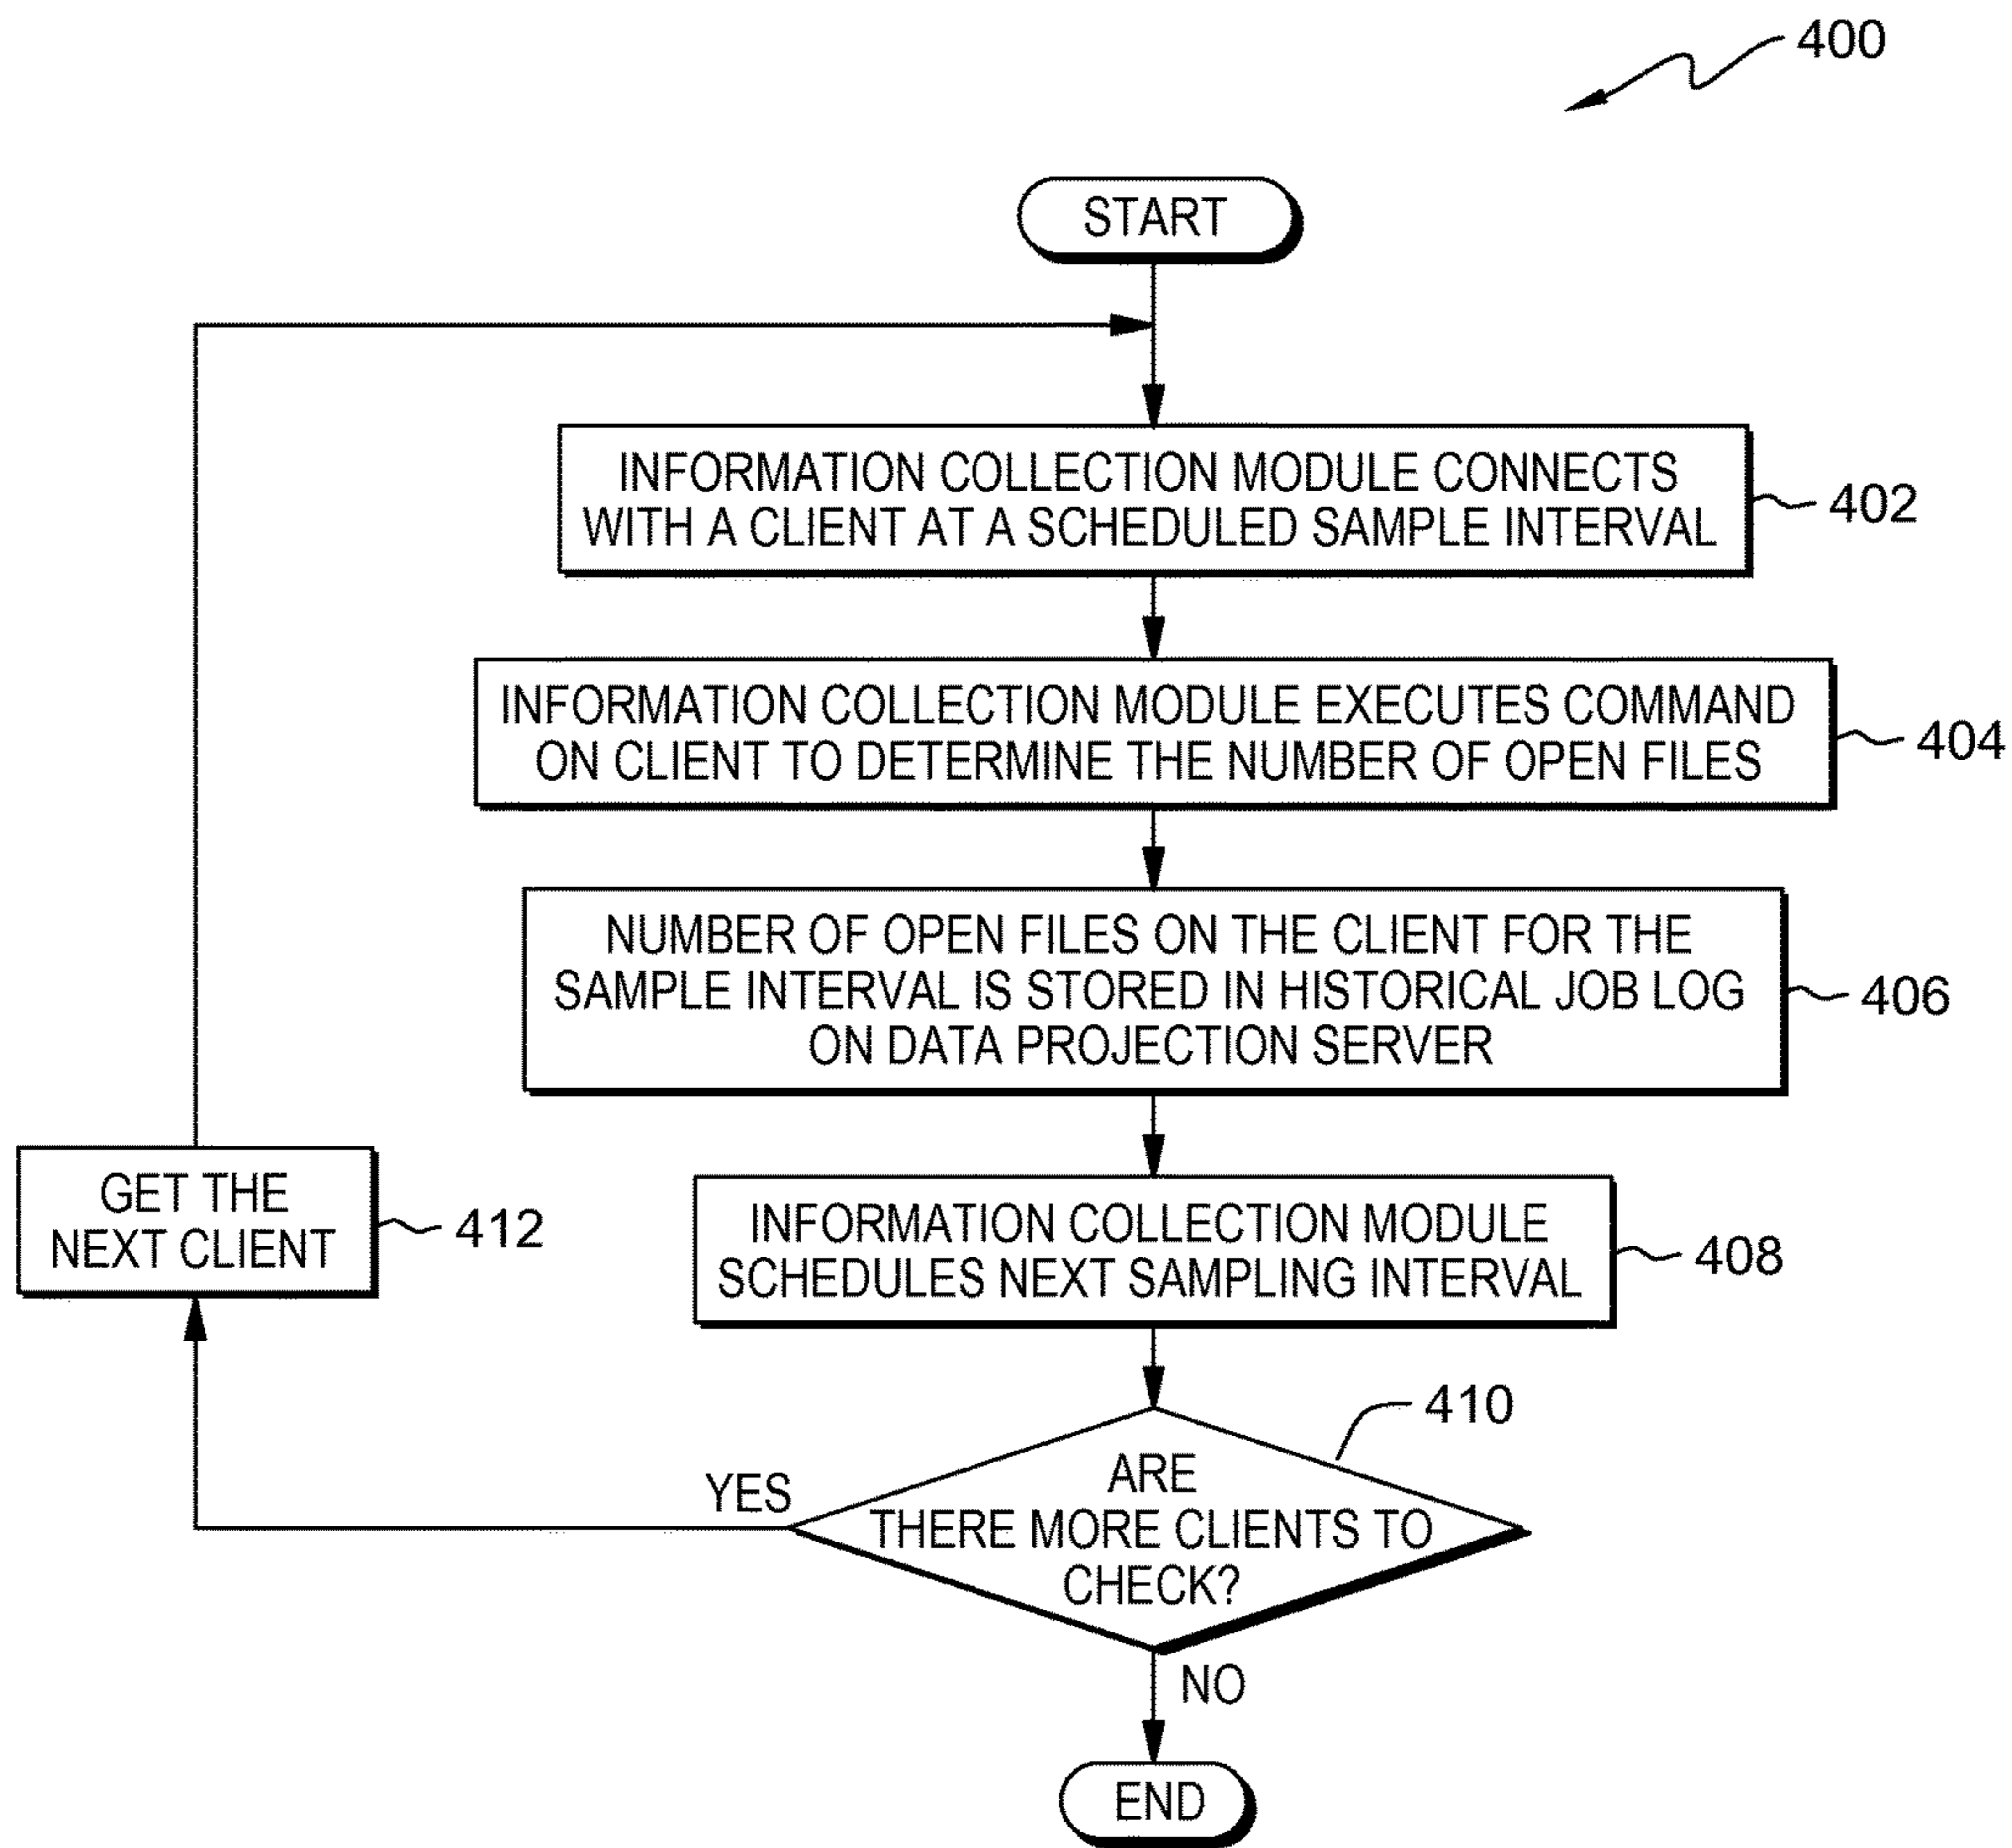 400
START
INFORMATION COLLECTION MODULE CONNECTS
WITH A CLIENT AT A SCHEDULED SAMPLE INTERVAL
402
INFORMATION COLLECTION MODULE EXECUTES COMMAND
ON CLIENT TO DETERMINE THE NUMBER OF OPEN FILES
404
NUMBER OF OPEN FILES ON THE CLIENT FOR THE
SAMPLE INTERVAL IS STORED IN HISTORICAL JOB LOG
ON DATA PROJECTION SERVER
406
INFORMATION COLLECTION MODULE
SCHEDULES NEXT SAMPLING INTERVAL
408
ARE
THERE MORE CLIENTS TO
CHECK?
410
YES
GET THE
NEXT CLIENT
412
NO
END